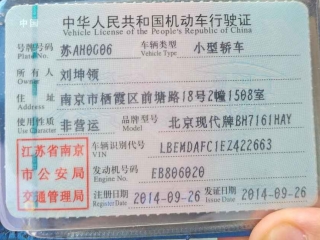 中国
中华人民共和国机动车行驶证
Vehicle License of the People's Republic of China
号牌号码 苏AH0G06 车辆类型 小型轿车
Plate No. Vehicle Type
所有人 刘坤领
Owner
住址 南京市栖霞区前塘路18号2幢1508室
Address
使用性质 非营运 品牌型号 北京现代牌BH7161HAY
Use Character Model
江苏省南京
市公安局
交通管理局
车辆识别代号 LBEMDAFC1EZ422663
VIN
发动机号码 EB806020
Engine No.
注册日期 2014-09-26 发证日期 2014-09-26
Register Date Issue Date